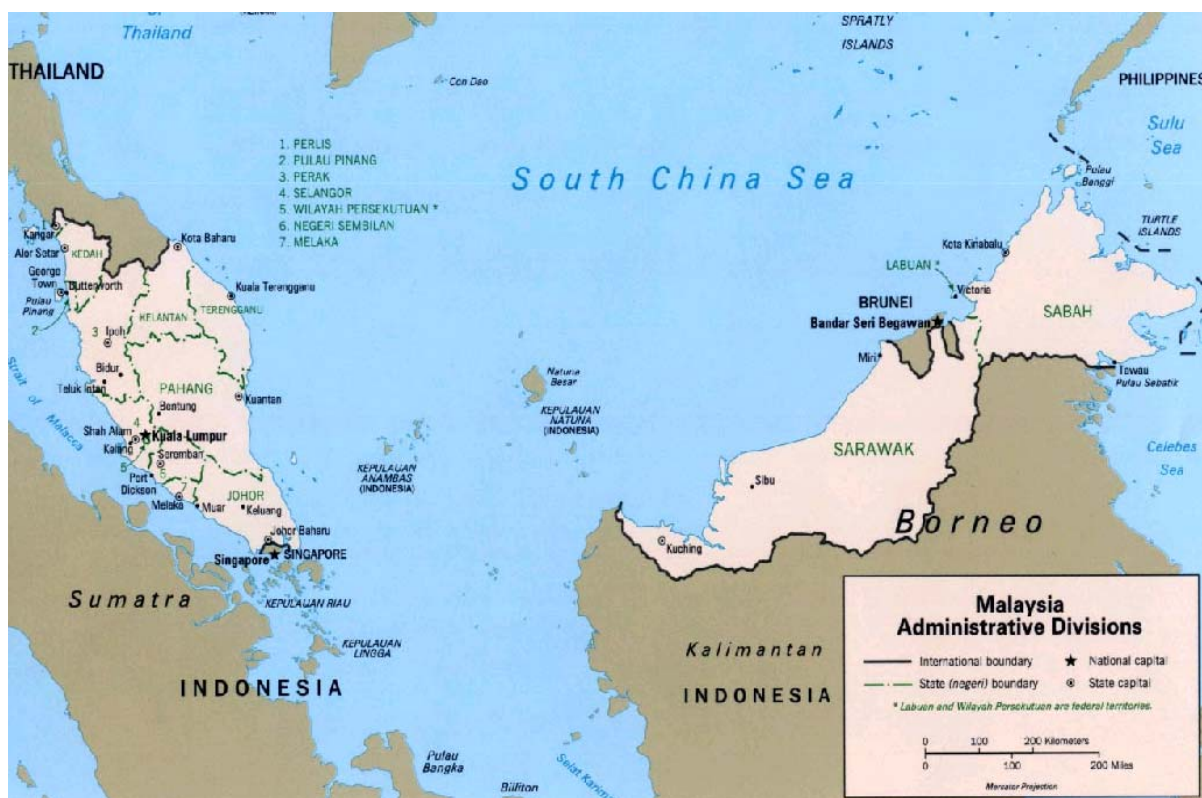 Thailand
THAILAND
Con Dao
SPRATLY
ISLANDS
PHILIPPINES
Sulu
Sea
South China Sea
1. PERLIS
2. PULAU PINANG
3. PERAK
4. SELANGOR
5. WILAYAH PERSEKUTUAN *
6. NEGERI SEMBILAN
7. MELAKA
Pulau
Banggi
TURTLE
ISLANDS
1
Kangar
Alor Setar
KEDAH
Kota Baharu
George
Town
Butterworth
Pulau
Pinang
2
Kuala Terengganu
KELANTAN
TERENGGANU
3
Ipoh
Bidur
Teluk Intan
PAHANG
Bentung
Kuantan
Strait of Malacca
4
Shah Alam
Kuala Lumpur
Kelang
Seremban
5
6
Port
Dickson
7
Melaka
Muar
JOHOR
Keluang
Johor Baharu
Singapore
SINGAPORE
Natuna
Besar
KEPULAUAN
NATUNA
(INDONESIA)
KEPULAUAN
ANAMBAS
(INDONESIA)
Kota Kinabalu
LABUAN *
Victoria
BRUNEI
Bandar Seri Begawan
SABAH
Miri
Tawau
Pulau Sebatik
SARAWAK
Sibu
Kuching
Celebes
Sea
Borneo
Sumatra
KEPULAUAN RIAU
KEPULAUAN
LINGGA
INDONESIA
Kalimantan
INDONESIA
Pulau
Bangka
Billiton
Malaysia
Administrative Divisions
International boundary
National capital
State (negeri) boundary
State capital
* Labuan and Wilayah Persekutuan are federal territories.
0 100 200 Kilometers
0 100 200 Miles
Mercator Projection